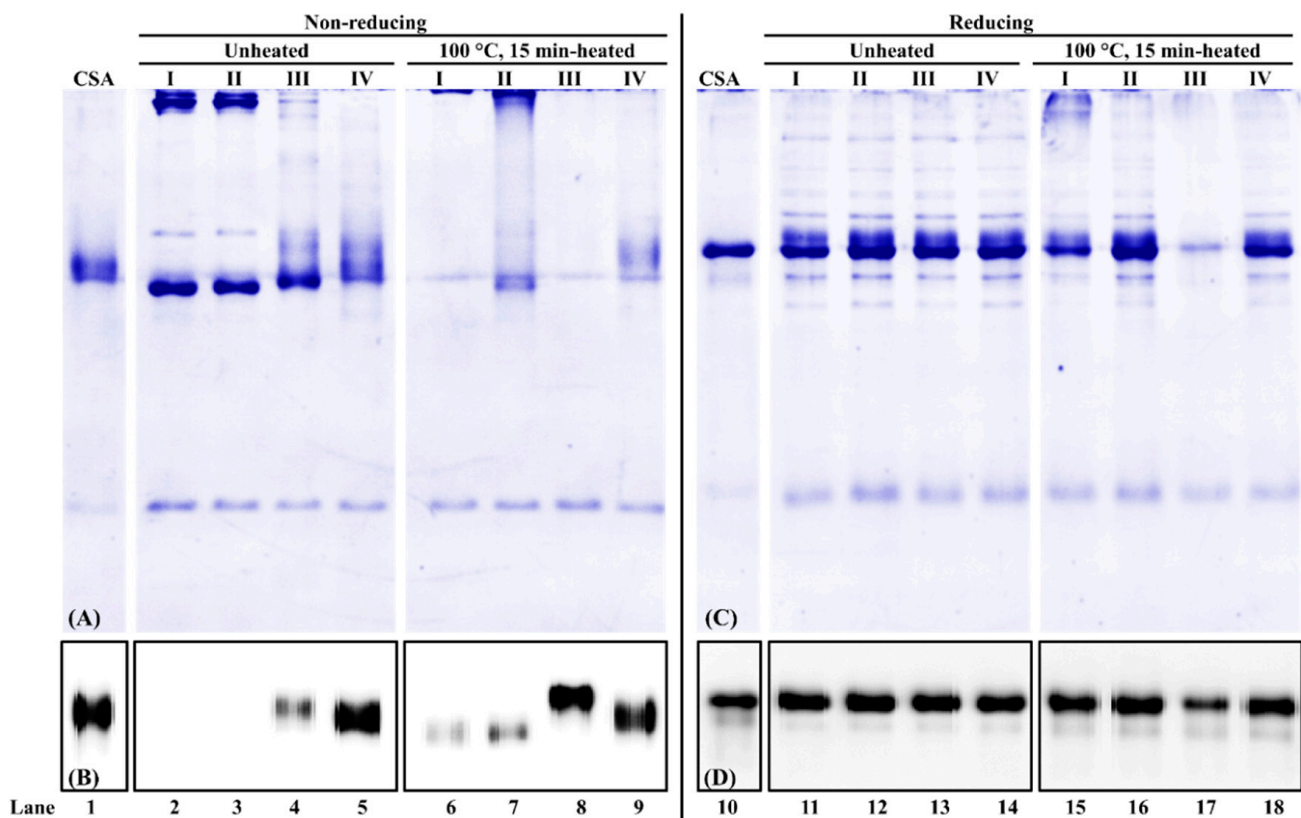 Non-reducing Reducing
Unheated 100 °C, 15 min-heated Unheated 100 °C, 15 min-heated
CSA I II III IV I II III IV CSA I II III IV I II III IV
(A) (C)
(B) (D)
Lane 1 2 3 4 5 6 7 8 9 10 11 12 13 14 15 16 17 18